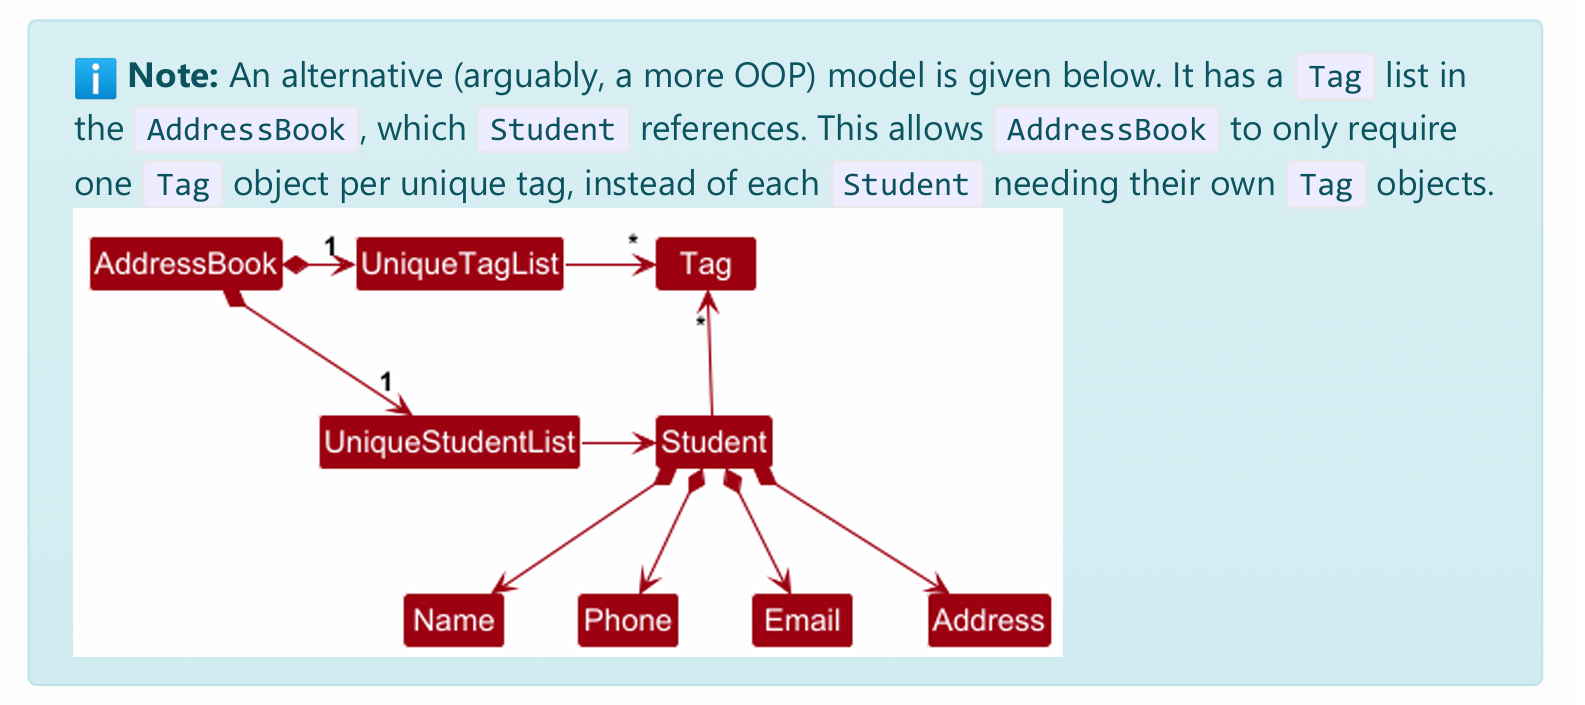 ℹ️ Note: An alternative (arguably, a more OOP) model is given below. It has a Tag list in
the AddressBook, which Student references. This allows AddressBook to only require
one Tag object per unique tag, instead of each Student needing their own Tag objects.
AddressBook 1 UniqueTagList * Tag
*
1
UniqueStudentList Student
Name Phone Email Address